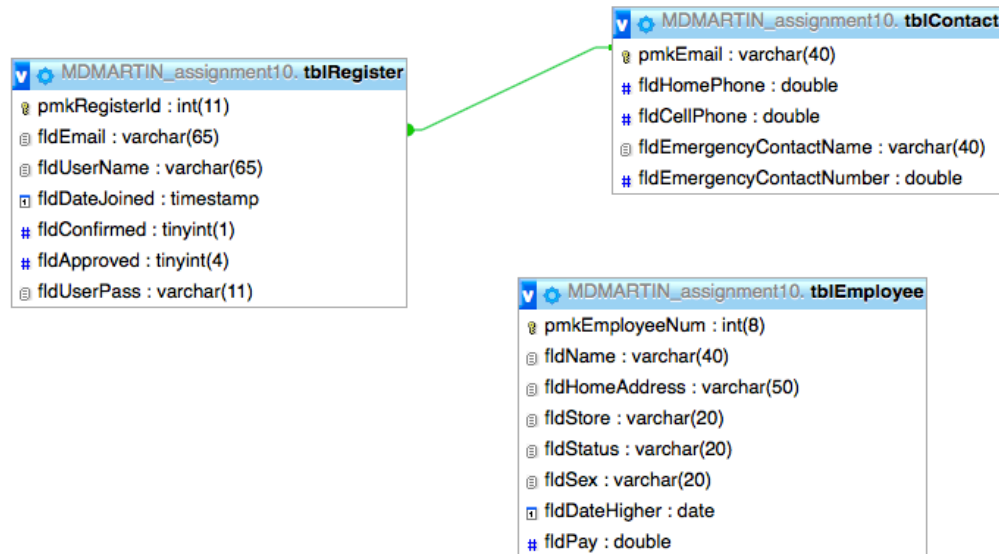 MDMARTIN_assignment10. tblContact
pmkEmail : varchar(40)
fldHomePhone : double
fldCellPhone : double
fldEmergencyContactName : varchar(40)
fldEmergencyContactNumber : double
MDMARTIN_assignment10. tblRegister
pmkRegisterId : int(11)
fldEmail : varchar(65)
fldUserName : varchar(65)
fldDateJoined : timestamp
fldConfirmed : tinyint(1)
fldApproved : tinyint(4)
fldUserPass : varchar(11)
MDMARTIN_assignment10. tblEmployee
pmkEmployeeNum : int(8)
fldName : varchar(40)
fldHomeAddress : varchar(50)
fldStore : varchar(20)
fldStatus : varchar(20)
fldSex : varchar(20)
fldDateHigher : date
fldPay : double